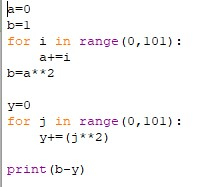 a=0
b=1
for i in range(0,101):
    a+=i
b=a**2

y=0
for j in range(0,101):
    y+=(j**2)

print(b-y)